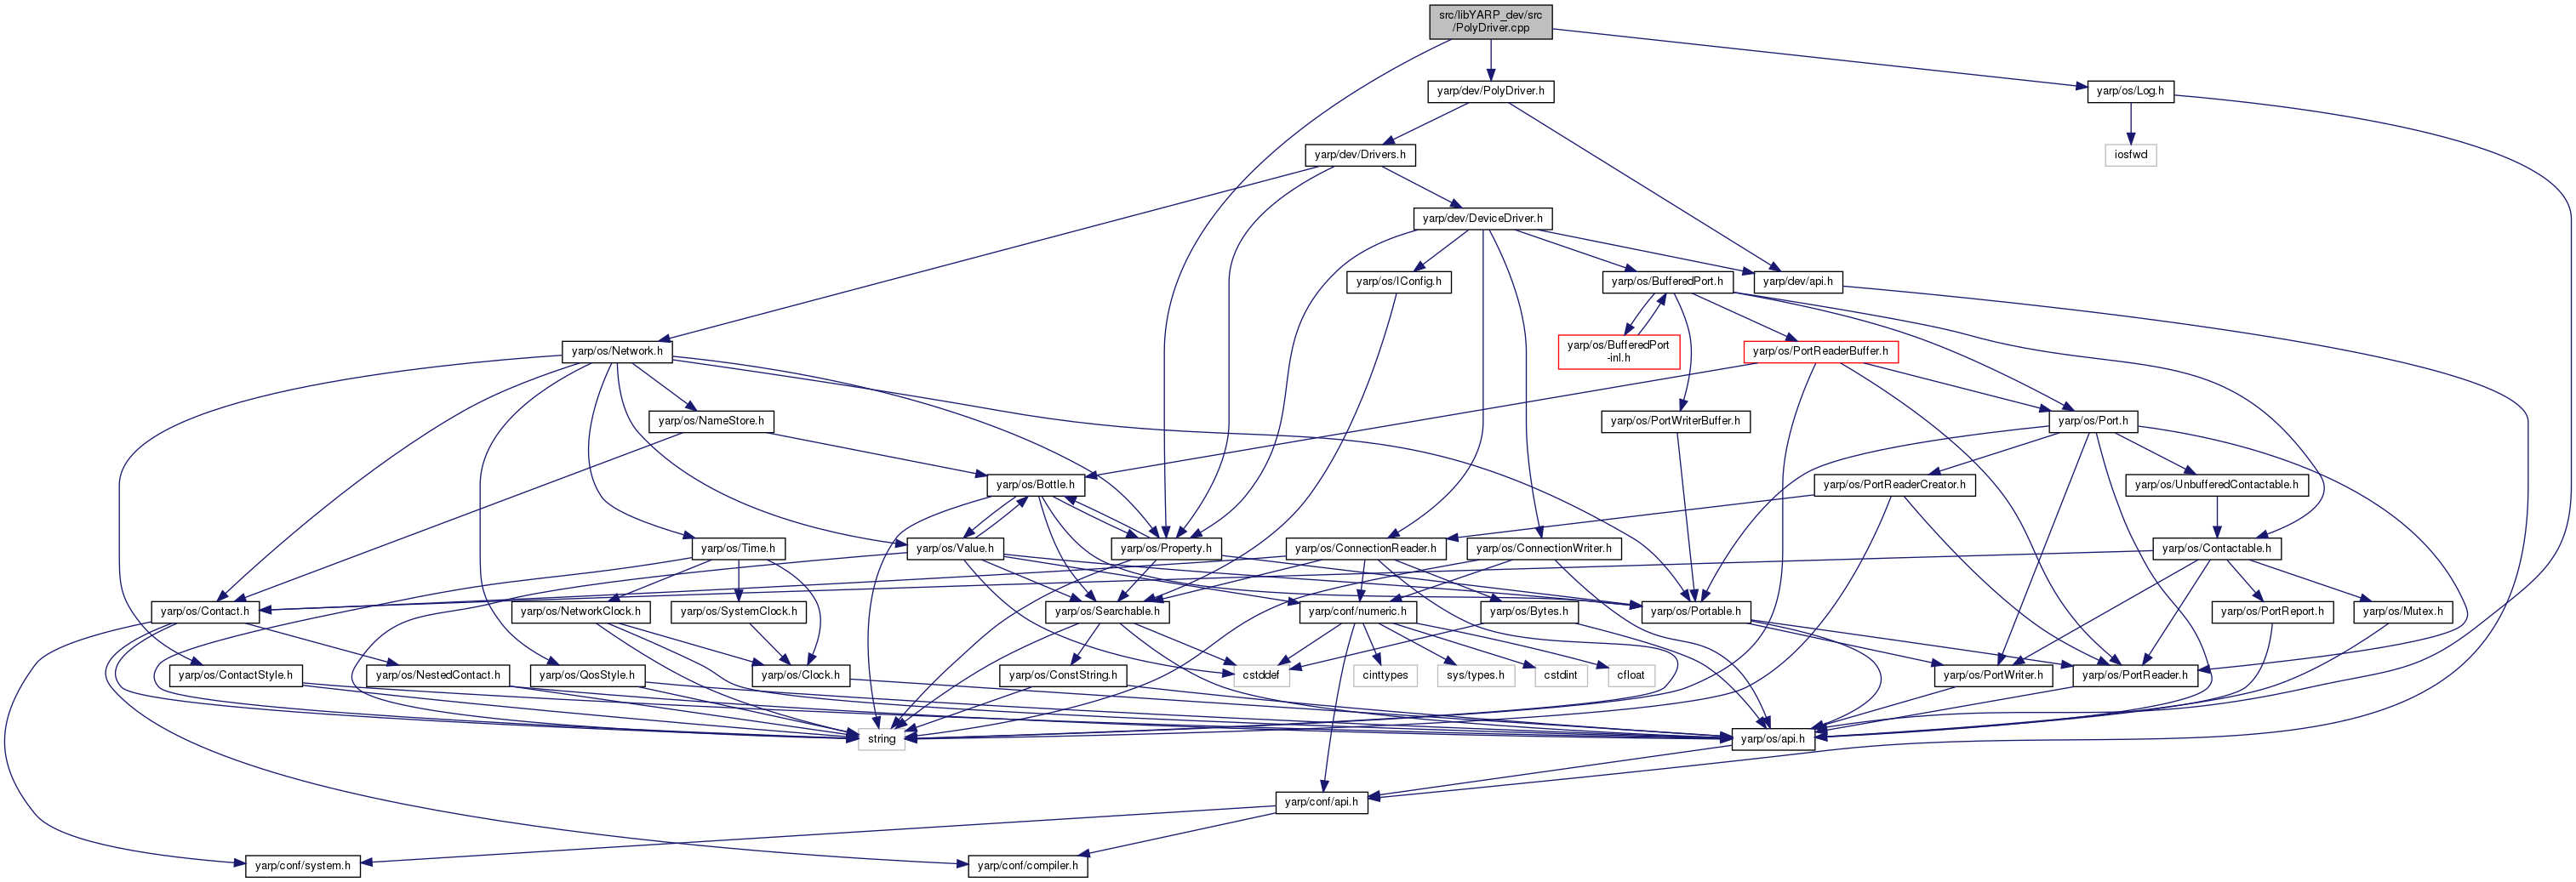 src/libYARP_dev/src
/PolyDriver.cpp
yarp/dev/PolyDriver.h
yarp/os/Log.h
yarp/dev/Drivers.h
iosfwd
yarp/dev/DeviceDriver.h
yarp/os/IConfig.h
yarp/os/BufferedPort.h
yarp/dev/api.h
yarp/os/Network.h
yarp/os/BufferedPort
-inl.h
yarp/os/PortReaderBuffer.h
yarp/os/NameStore.h
yarp/os/PortWriterBuffer.h
yarp/os/Port.h
yarp/os/Bottle.h
yarp/os/PortReaderCreator.h
yarp/os/UnbufferedContactable.h
yarp/os/Time.h
yarp/os/Value.h
yarp/os/Property.h
yarp/os/ConnectionReader.h
yarp/os/ConnectionWriter.h
yarp/os/Contactable.h
yarp/os/Contact.h
yarp/os/NetworkClock.h
yarp/os/SystemClock.h
yarp/os/Searchable.h
yarp/conf/numeric.h
yarp/os/Bytes.h
yarp/os/Portable.h
yarp/os/PortReport.h
yarp/os/Mutex.h
yarp/os/ContactStyle.h
yarp/os/NestedContact.h
yarp/os/QosStyle.h
yarp/os/Clock.h
yarp/os/ConstString.h
cstddef
cinttypes
sys/types.h
cstdint
cfloat
yarp/os/PortWriter.h
yarp/os/PortReader.h
string
yarp/os/api.h
yarp/conf/api.h
yarp/conf/system.h
yarp/conf/compiler.h